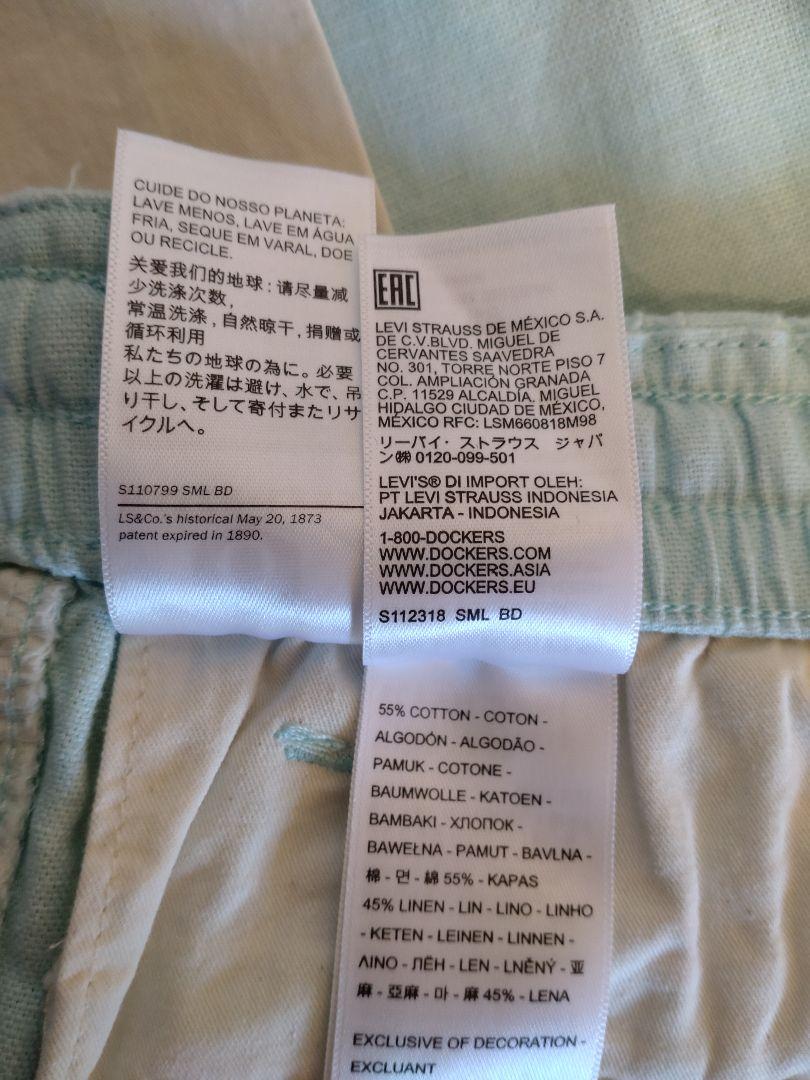 CUIDE DO NOSSO PLANETA:
LAVE MENOS, LAVE EM ÁGUA
FRIA, SEQUE EM VARAL, DOE
OU RECICLE.
关爱我们的地球：请尽量减
少洗涤次数，
常温洗涤，自然晾干，捐赠或
循环利用
私たちの地球の為に。必要
以上の洗濯は避け、水で、吊
り干し、そして寄付またリサ
イクルへ。
S110799 SML BD
LS&Co.'s historical May 20, 1873
patent expired in 1890.
EAC
LEVI STRAUSS DE MÉXICO S.A.
DE C.V.BLVD. MIGUEL DE
CERVANTES SAAVEDRA
NO. 301, TORRE NORTE PISO 7
COL. AMPLIACIÓN GRANADA
C.P. 11529 ALCALDÍA. MIGUEL
HIDALGO CIUDAD DE MÉXICO,
MÉXICO RFC: LSM660818M98
リーバイ・ストラウス ジャパ
ン㈱ 0120-099-501
LEVI'S® DI IMPORT OLEH:
PT LEVI STRAUSS INDONESIA
JAKARTA - INDONESIA
1-800-DOCKERS
WWW.DOCKERS.COM
WWW.DOCKERS.ASIA
WWW.DOCKERS.EU
S112318 SML BD
55% COTTON - COTON -
ALGODÓN - ALGODÃO -
PAMUK - COTONE -
BAUMWOLLE - KATOEN -
BAMBAKI - ХЛОПОК -
BAWEŁNA - PAMUT - BAVLNA -
棉 - 면 - 綿 55% - KAPAS
45% LINEN - LIN - LINO - LINHO
- KETEN - LEINEN - LINNEN -
ΛΙΝΟ - ЛЁН - LEN - LNĚNÝ - 亚
麻 - 亞麻 - 마 - 麻 45% - LENA
EXCLUSIVE OF DECORATION -
EXCLUANT